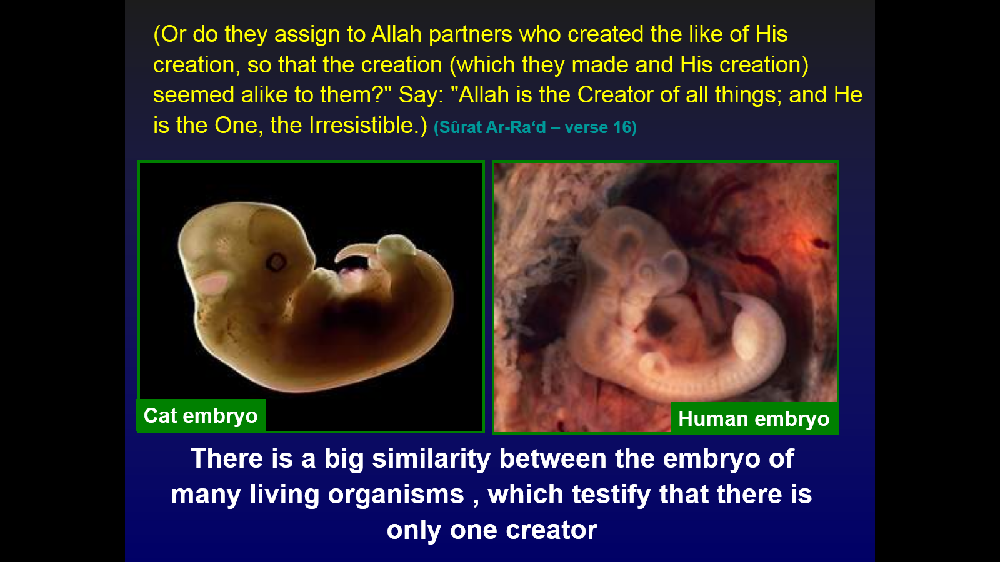 (Or do they assign to Allah partners who created the like of His
creation, so that the creation (which they made and His creation)
seemed alike to them?" Say: "Allah is the Creator of all things; and He
is the One, the Irresistible.) (Sûrat Ar-Ra‘d – verse 16)
Cat embryo
Human embryo
There is a big similarity between the embryo of
many living organisms , which testify that there is
only one creator